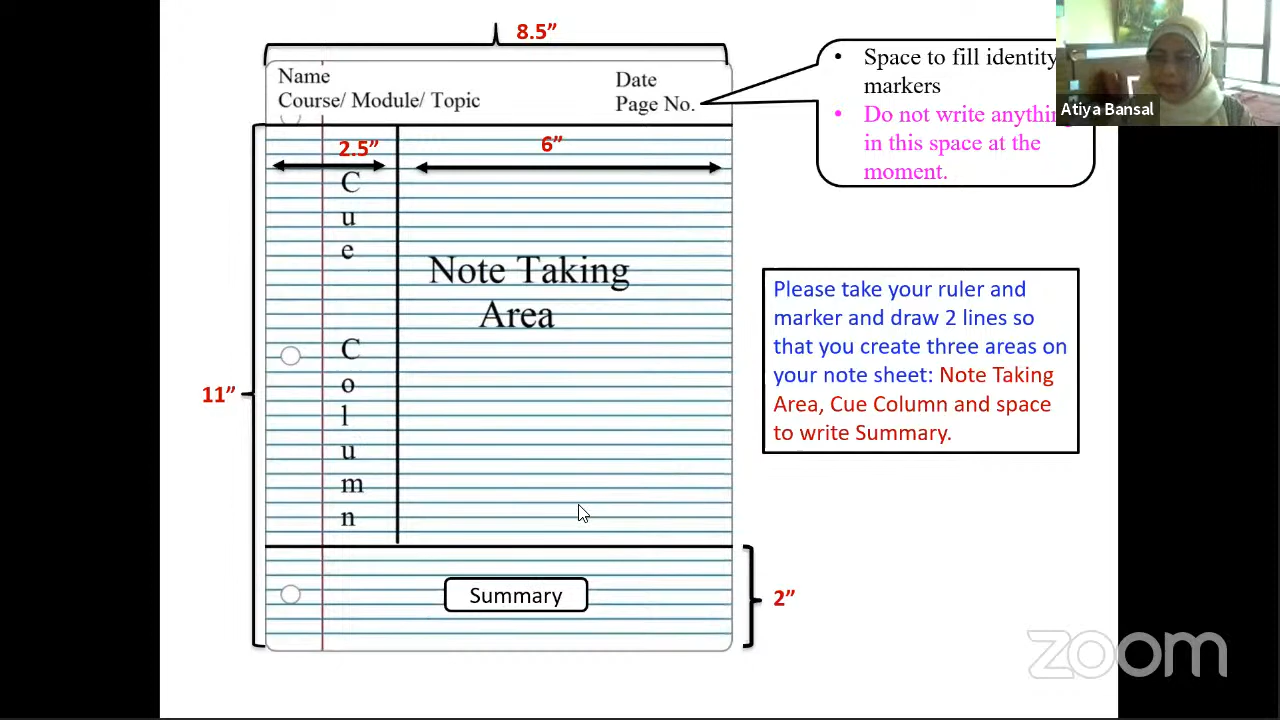 8.5”
Name
Course/ Module/ Topic
Date
Page No.
• Space to fill identity
markers
• Do not write anythin
in this space at the
moment.
Atiya Bansal
2.5”
6”
C
u
e
C
o
l
u
m
n
Note Taking
Area
11”
Please take your ruler and
marker and draw 2 lines so
that you create three areas on
your note sheet: Note Taking
Area, Cue Column and space
to write Summary.
Summary
2”
zoom